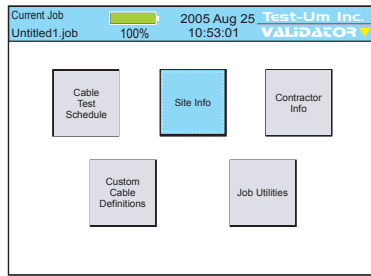 Current Job
2005 Aug 25 Test-Um Inc.
Untitled1.job 100% 10:53:01 VALIDATOR
Cable
Test
Schedule
Site Info
Contractor
Info
Custom
Cable
Definitions
Job Utilities